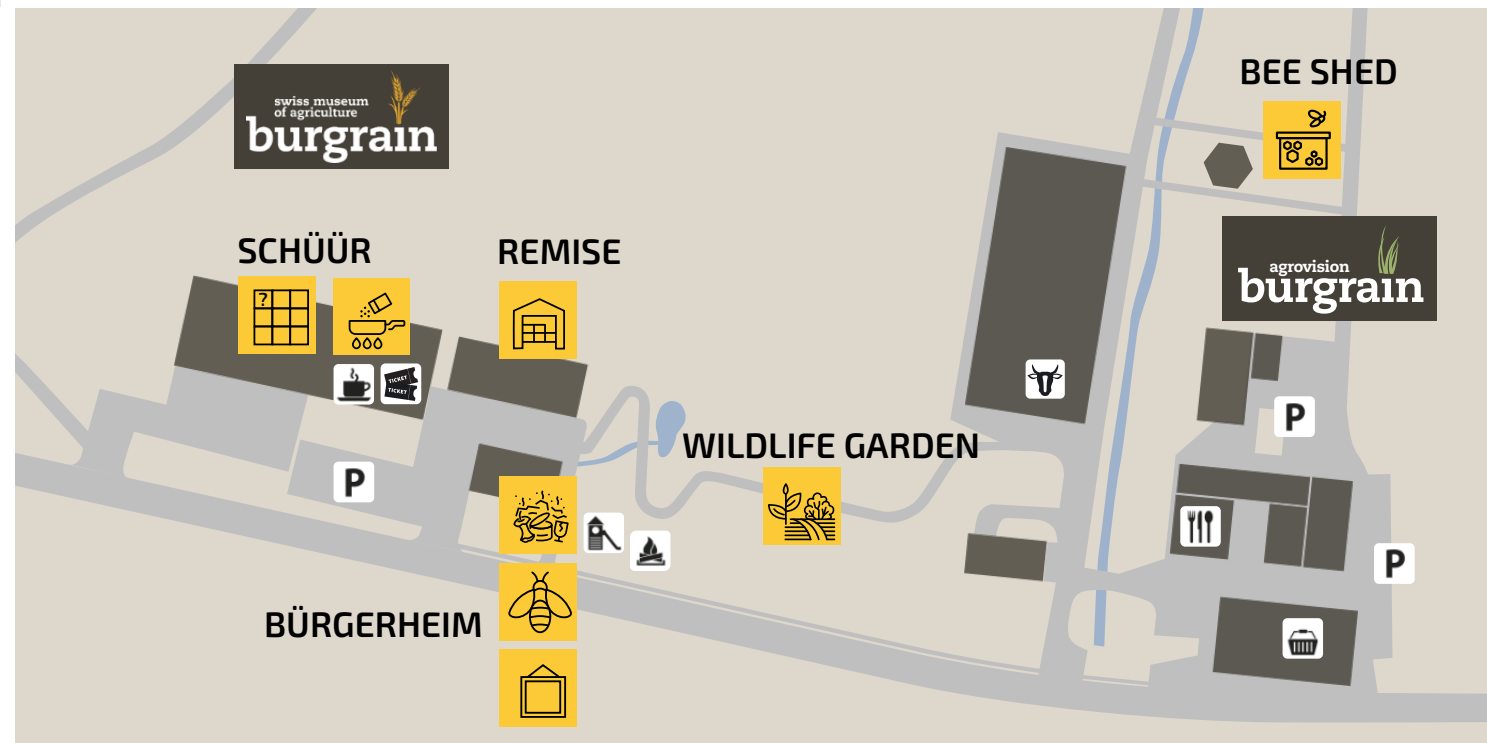 BEE SHED
swiss museum
of agriculture
burgrain
agrovision
burgrain
SCHÜÜR
REMISE
?
TICKET
TICKET
WILDLIFE GARDEN
P
P
P
BÜRGERHEIM